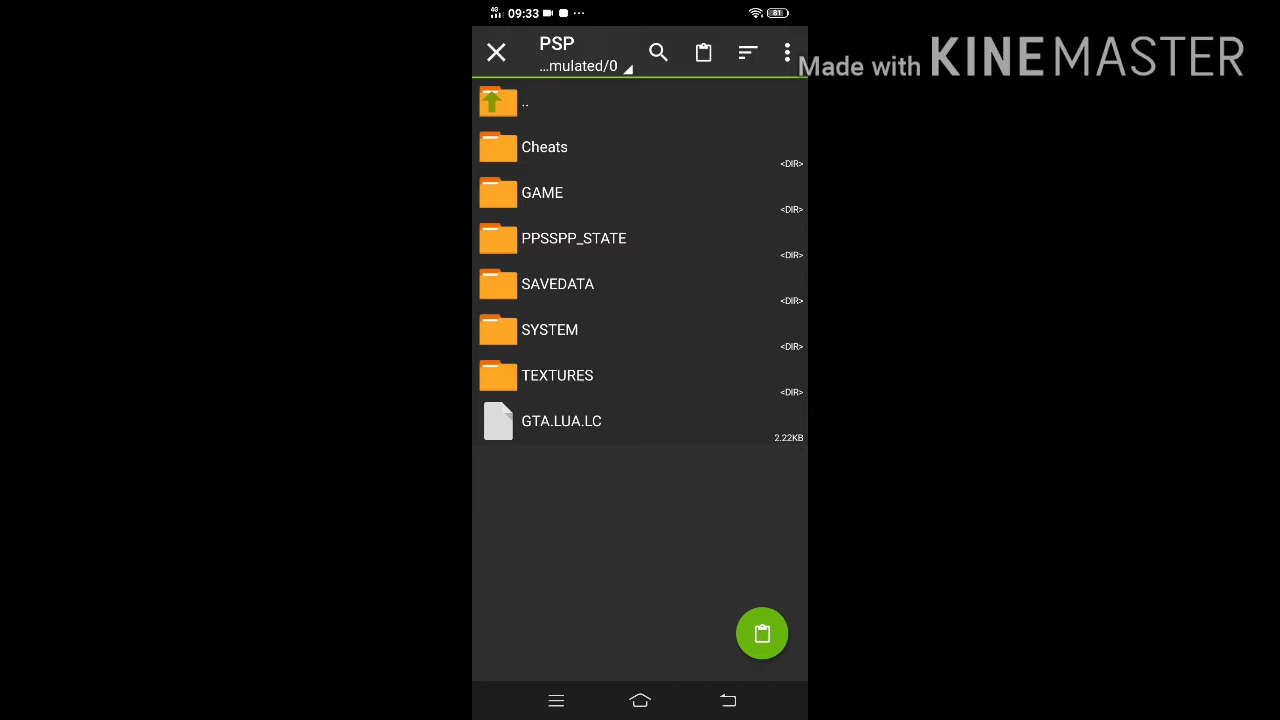 4G 09:33 ... 81
PSP
...mulated/0
Made with KINEMASTER
..
Cheats
<DIR>
GAME
<DIR>
PPSSPP_STATE
<DIR>
SAVEDATA
<DIR>
SYSTEM
<DIR>
TEXTURES
<DIR>
GTA.LUA.LC
2.22KB